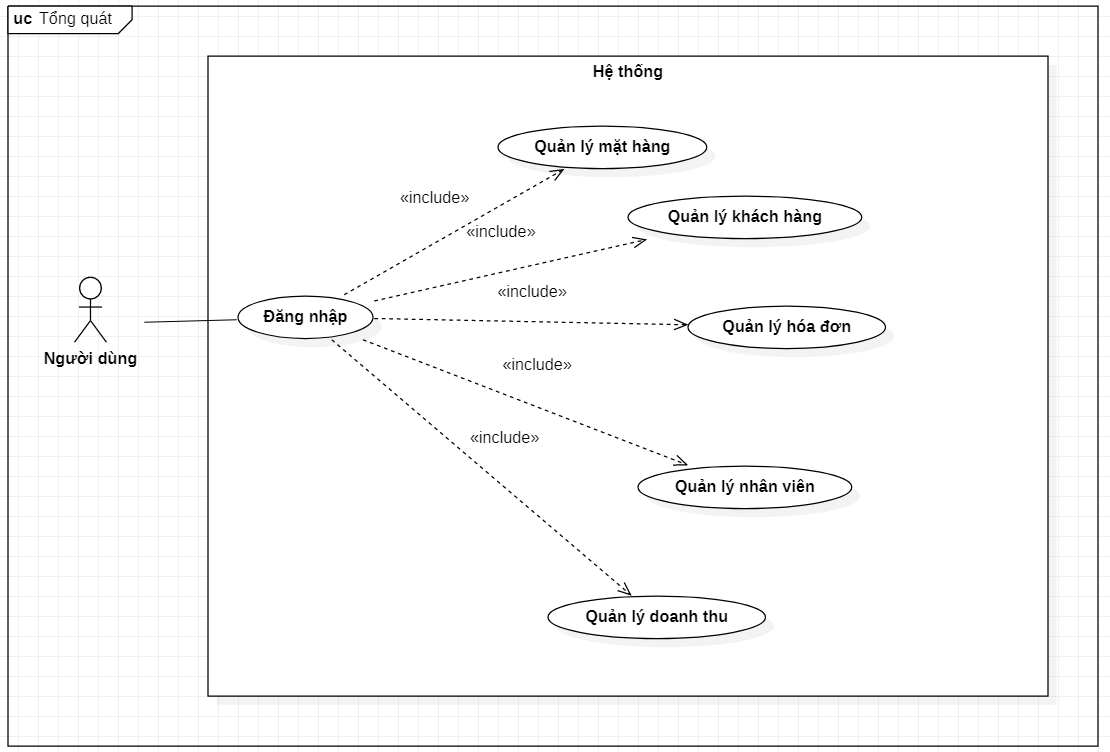 uc Tổng quát
Hệ thống
Quản lý mặt hàng
«include»
Quản lý khách hàng
«include»
«include»
Đăng nhập
Quản lý hóa đơn
Người dùng
«include»
«include»
Quản lý nhân viên
Quản lý doanh thu